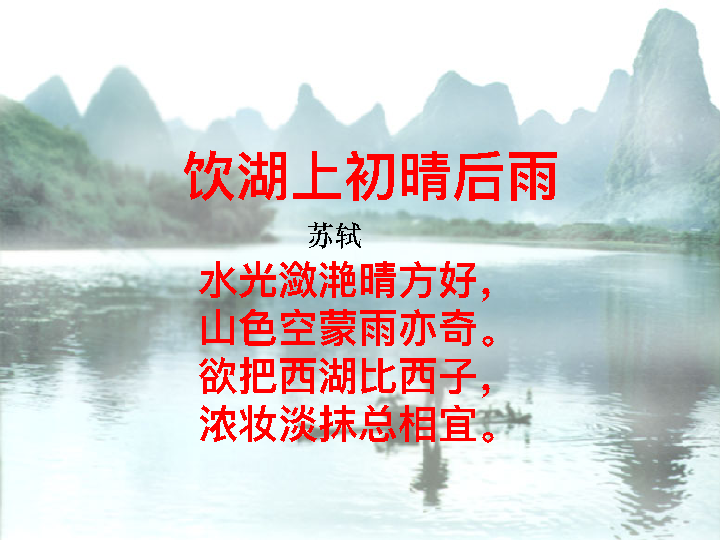 饮湖上初晴后雨
苏轼
水光潋滟晴方好，
山色空蒙雨亦奇。
欲把西湖比西子，
浓妆淡抹总相宜。